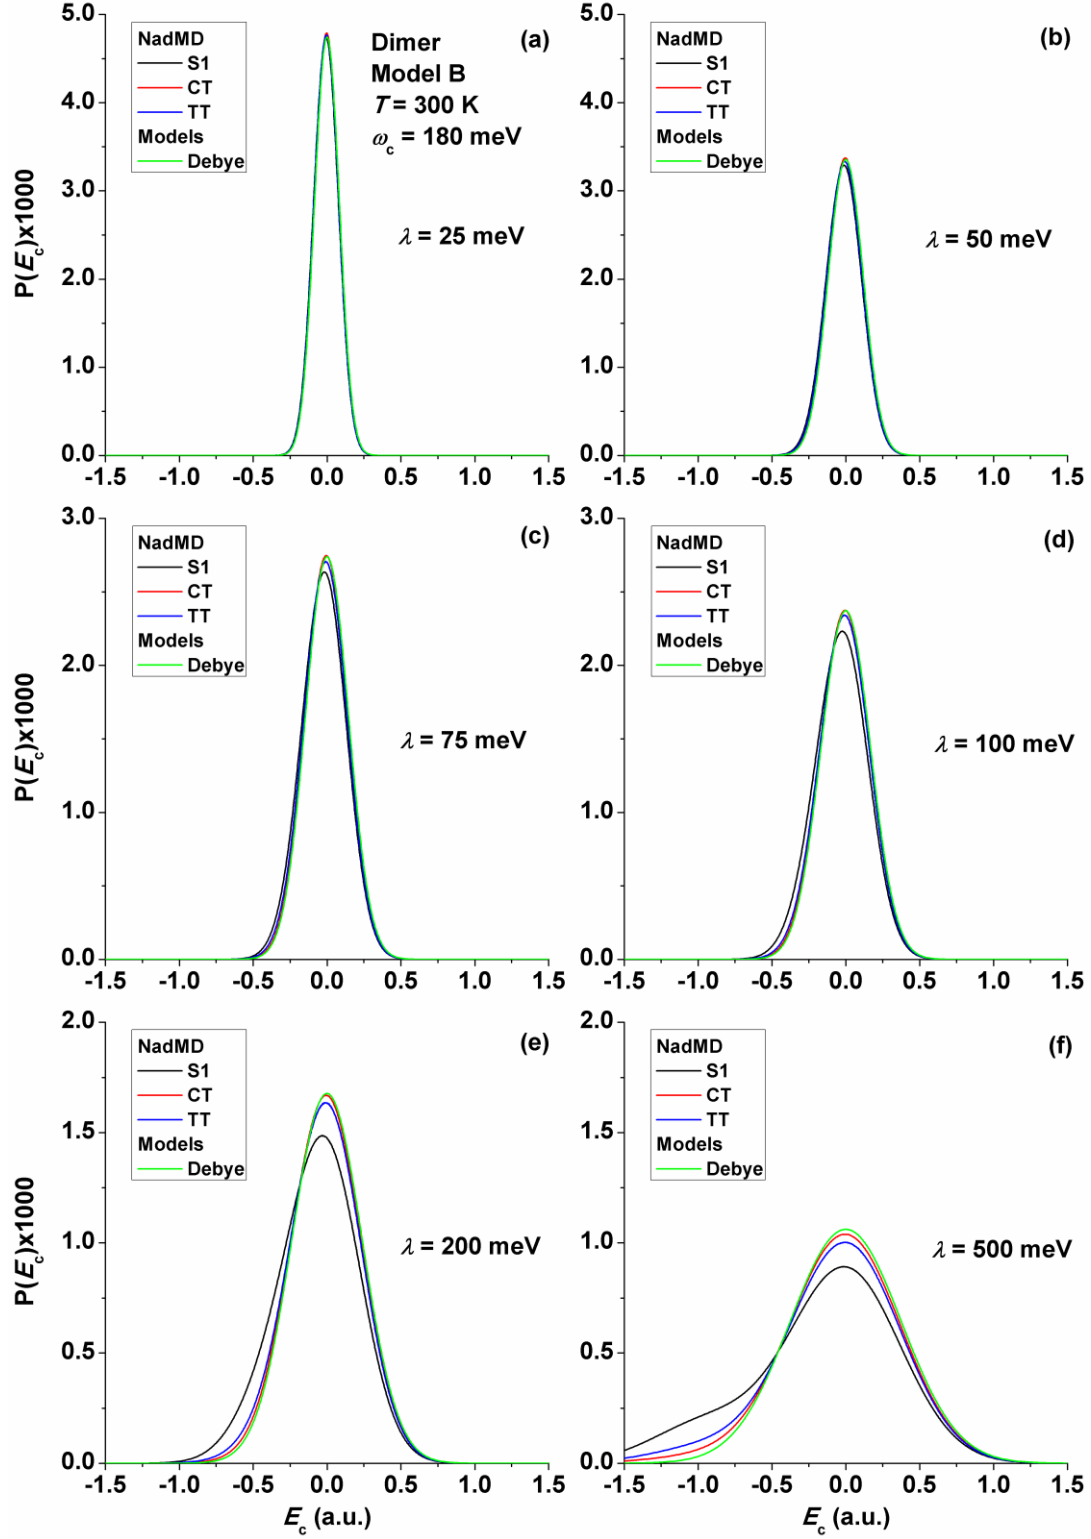 5.0
4.0
3.0
2.0
1.0
0.0
P(Ec)x1000
NadMD
S1
CT
TT
Models
Debye
Dimer
Model B
T = 300 K
ωc = 180 meV
(a)
λ = 25 meV
-1.5 -1.0 -0.5 0.0 0.5 1.0 1.5
5.0
4.0
3.0
2.0
1.0
0.0
NadMD
S1
CT
TT
Models
Debye
(b)
λ = 50 meV
-1.5 -1.0 -0.5 0.0 0.5 1.0 1.5
3.0
2.0
1.0
0.0
P(Ec)x1000
NadMD
S1
CT
TT
Models
Debye
(c)
λ = 75 meV
-1.5 -1.0 -0.5 0.0 0.5 1.0 1.5
3.0
2.0
1.0
0.0
NadMD
S1
CT
TT
Models
Debye
(d)
λ = 100 meV
-1.5 -1.0 -0.5 0.0 0.5 1.0 1.5
2.0
1.5
1.0
0.5
0.0
P(Ec)x1000
NadMD
S1
CT
TT
Models
Debye
(e)
λ = 200 meV
-1.5 -1.0 -0.5 0.0 0.5 1.0 1.5
Ec (a.u.)
2.0
1.5
1.0
0.5
0.0
NadMD
S1
CT
TT
Models
Debye
(f)
λ = 500 meV
-1.5 -1.0 -0.5 0.0 0.5 1.0 1.5
Ec (a.u.)